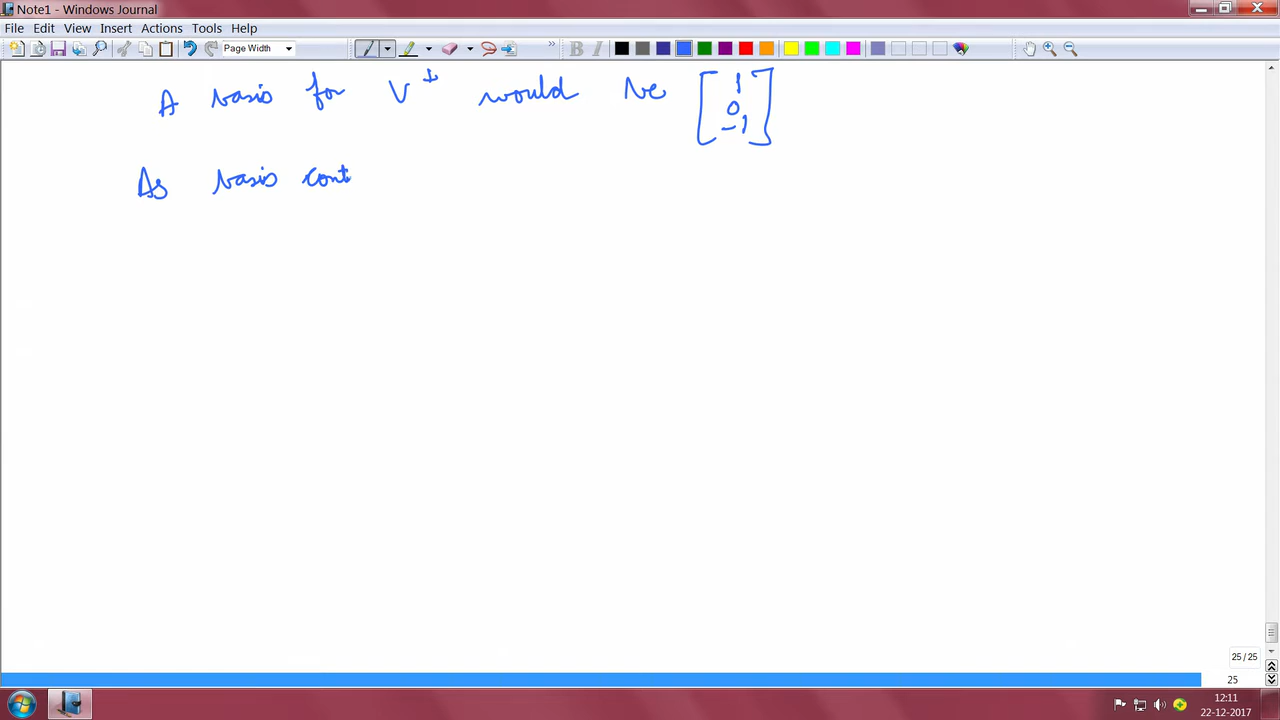 Note1 - Windows Journal
File Edit View Insert Actions Tools Help
Page Width
A basis for V⊥ would be [1 0 -1]
As basis cont
25/25
25
12:11
22-12-2017